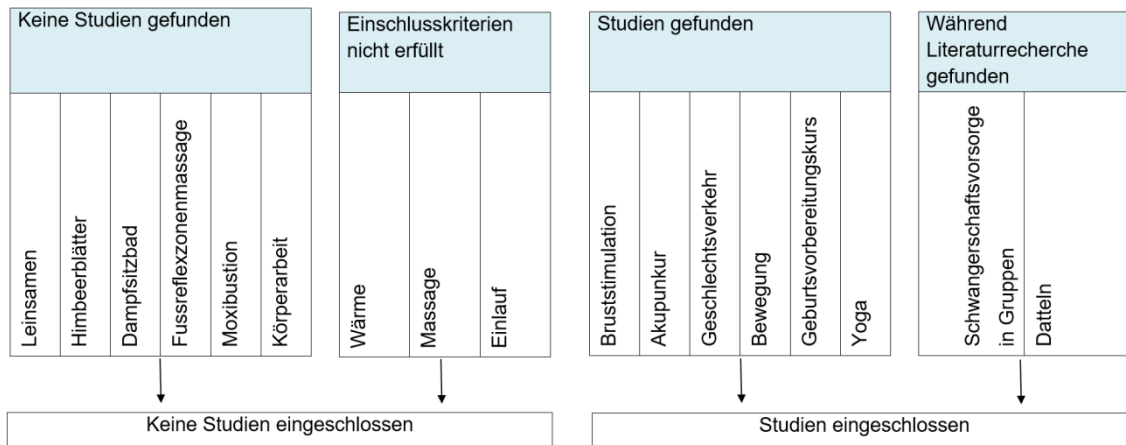 Keine Studien gefunden
Einschlusskriterien
nicht erfüllt
Studien gefunden
Während
Literaturrecherche
gefunden
Leinsamen
Himbeerblätter
Dampfsitzbad
Fussreflexzonenmassage
Moxibustion
Körperarbeit
Wärme
Massage
Einlauf
Bruststimulation
Akupunkur
Geschlechtsverkehr
Bewegung
Geburtsvorbereitungskurs
Yoga
Schwangerschaftsvorsorge
in Gruppen
Datteln
Keine Studien eingeschlossen
Studien eingeschlossen